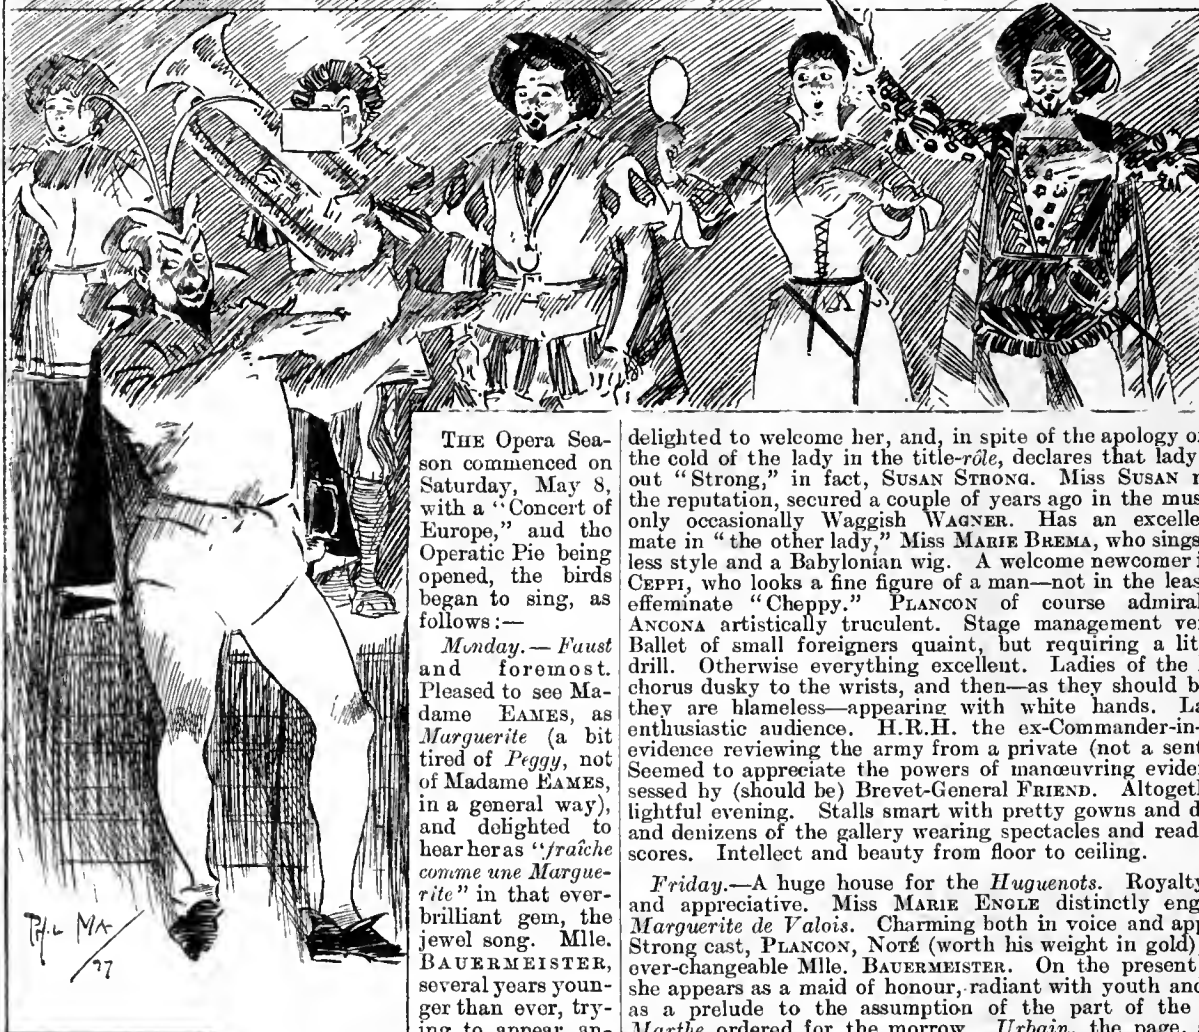 THE Opera Sea-
son commenced on
Saturday, May 8,
with a "Concert of
Europe," and the
Operatic Pie being
opened, the birds
began to sing, as
follows:—
Monday.—Faust
and foremost.
Pleased to see Ma-
dame EAMES, as
Marguerite (a bit
tired of Peggy, not
of Madame EAMES,
in a general way),
and delighted to
hear her as "fraîche
comme une Margue-
rite" in that ever-
brilliant gem, the
jewel song. Mlle.
BAUERMEISTER,
several years youn-
ger than ever, try-
ing to appear an-
delighted to welcome her, and, in spite of the apology
the cold of the lady in the title-rôle, declares that lady
out "Strong," in fact, SUSAN STRONG. Miss SUSAN
the reputation, secured a couple of years ago in the
only occasionally Waggish WAGNER. Has an
mate in "the other lady," Miss MARIE BREMA, who sings
less style and a Babylonian wig. A welcome newcomer
CEPPI, who looks a fine figure of a man—not in the
effeminate "Cheppy." PLANCON of course
ANCONA artistically truculent. Stage management
Ballet of small foreigners quaint, but requiring a
drill. Otherwise everything excellent. Ladies of the
chorus dusky to the wrists, and then—as they should
they are blameless—appearing with white hands.
enthusiastic audience. H.R.H. the ex-Commander-in-
evidence reviewing the army from a private (not a
Seemed to appreciate the powers of manœuvring
sessed by (should be) Brevet-General FRIEND.
lightful evening. Stalls smart with pretty gowns and
and denizens of the gallery wearing spectacles and
scores. Intellect and beauty from floor to ceiling.
Friday.—A huge house for the Huguenots.
and appreciative. Miss MARIE ENGLE distinctly
Marguerite de Valois. Charming both in voice and
Strong cast, PLANCON, NOTÉ (worth his weight in gold)
ever-changeable Mlle. BAUERMEISTER. On the present
she appears as a maid of honour, radiant with youth and
as a prelude to the assumption of the part of the
Marthe ordered for the morrow. Urbain, the page
PHIL MA
/97